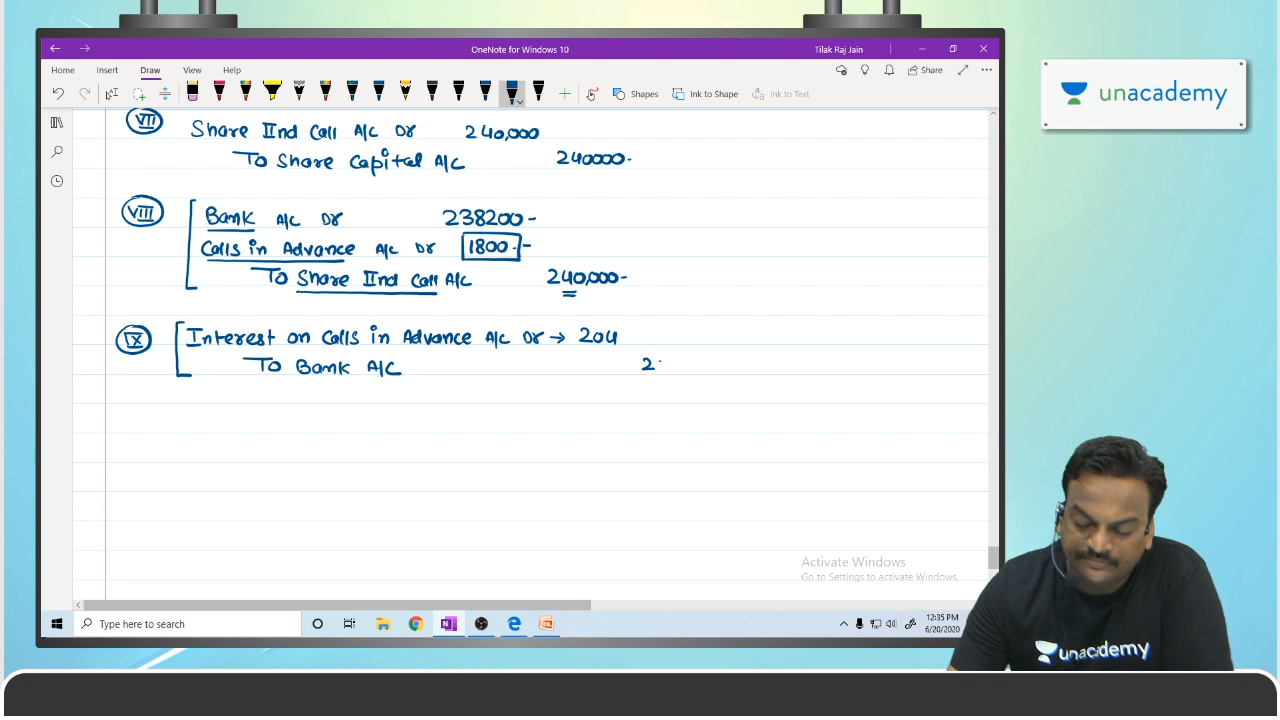 OneNote for Windows 10
Tilak Raj Jain
Home Insert Draw View Help
Share
Shapes
Ink to Shape
Ink to Text
unacademy
VII Share IInd Call A/C Dr 240,000
To Share Capital A/C 240000-
VIII Bank A/C Dr 238200-
Calls in Advance A/C Dr 1800-
To Share IInd Call A/C 240,000-
IX Interest on Calls in Advance A/C Dr → 204
To Bank A/C 2
Activate Windows
Go to Settings to activate Windows.
Type here to search
12:35 PM
6/20/2020
unacademy